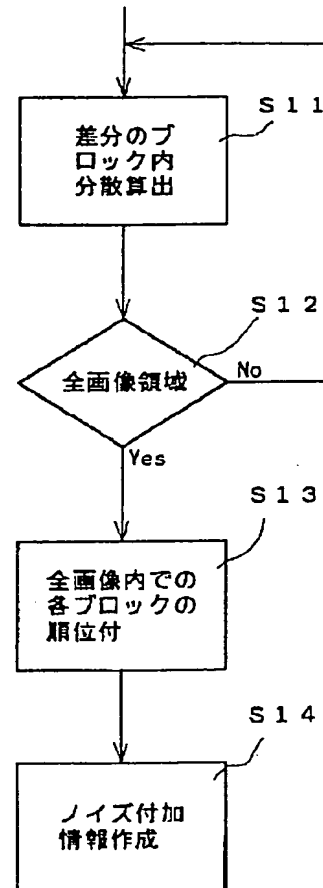 S11
差分のブ
ロック内
分散算出
S12
全画像領域
No
Yes
S13
全画像内での
各ブロックの
順位付
S14
ノイズ付加
情報作成